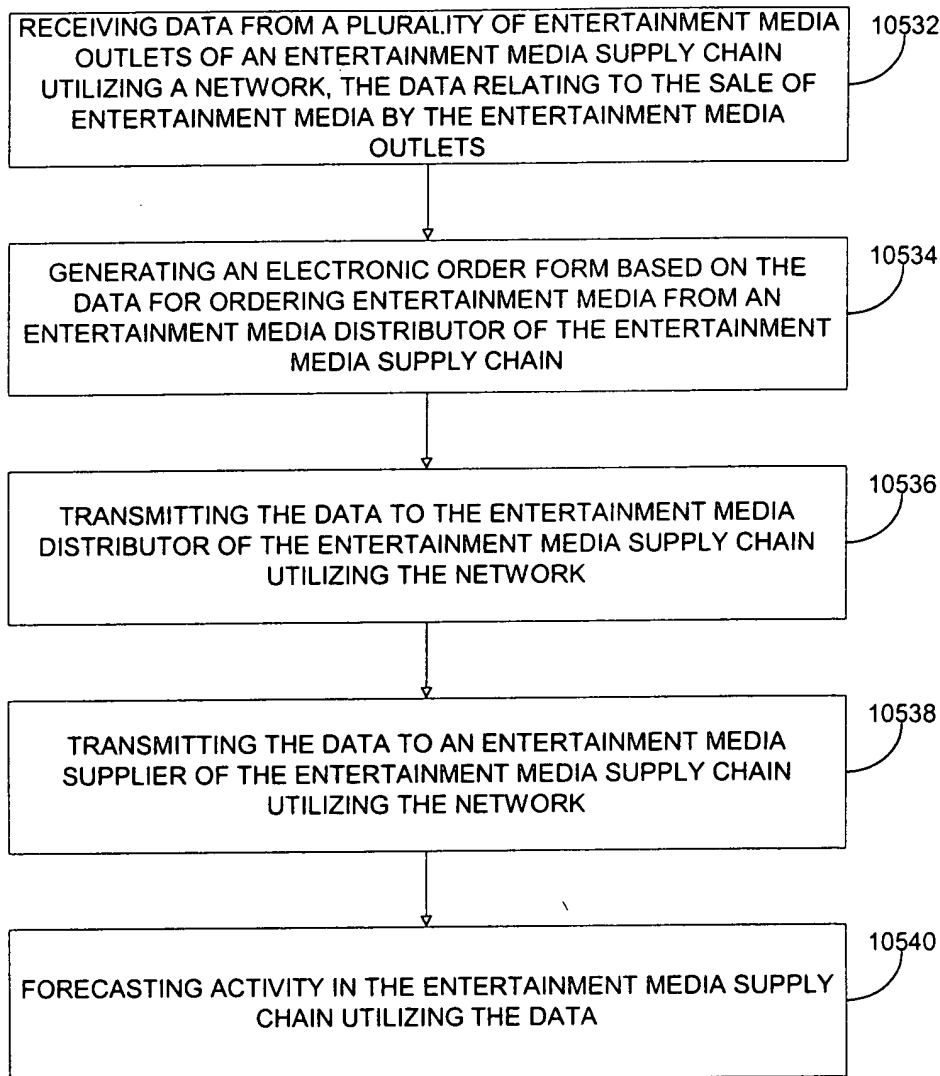 RECEIVING DATA FROM A PLURALITY OF ENTERTAINMENT MEDIA
OUTLETS OF AN ENTERTAINMENT MEDIA SUPPLY CHAIN
UTILIZING A NETWORK, THE DATA RELATING TO THE SALE OF
ENTERTAINMENT MEDIA BY THE ENTERTAINMENT MEDIA
OUTLETS
10532
GENERATING AN ELECTRONIC ORDER FORM BASED ON THE
DATA FOR ORDERING ENTERTAINMENT MEDIA FROM AN
ENTERTAINMENT MEDIA DISTRIBUTOR OF THE ENTERTAINMENT
MEDIA SUPPLY CHAIN
10534
TRANSMITTING THE DATA TO THE ENTERTAINMENT MEDIA
DISTRIBUTOR OF THE ENTERTAINMENT MEDIA SUPPLY CHAIN
UTILIZING THE NETWORK
10536
TRANSMITTING THE DATA TO AN ENTERTAINMENT MEDIA
SUPPLIER OF THE ENTERTAINMENT MEDIA SUPPLY CHAIN
UTILIZING THE NETWORK
10538
FORECASTING ACTIVITY IN THE ENTERTAINMENT MEDIA SUPPLY
CHAIN UTILIZING THE DATA
10540